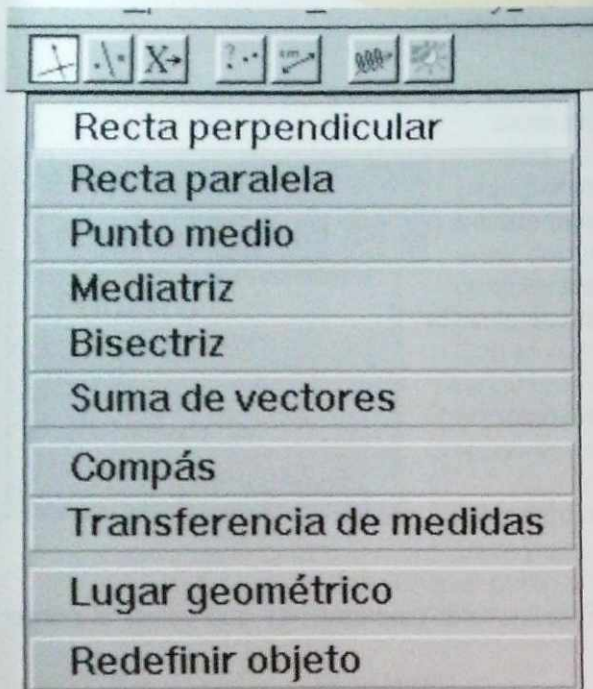 Recta perpendicular
Recta paralela
Punto medio
Mediatriz
Bisectriz
Suma de vectores
Compás
Transferencia de medidas
Lugar geométrico
Redefinir objeto